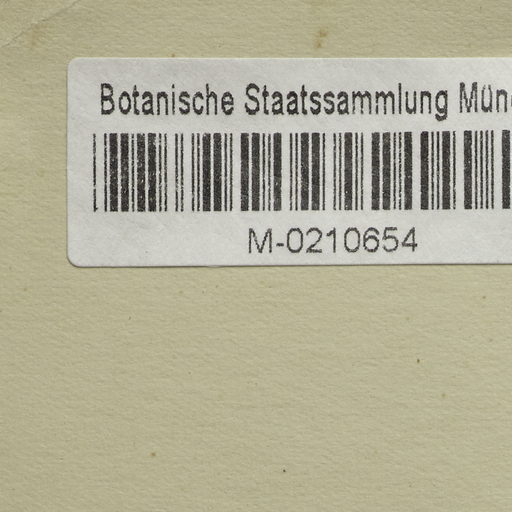 Botanische Staatssammlung Mün
M-0210654